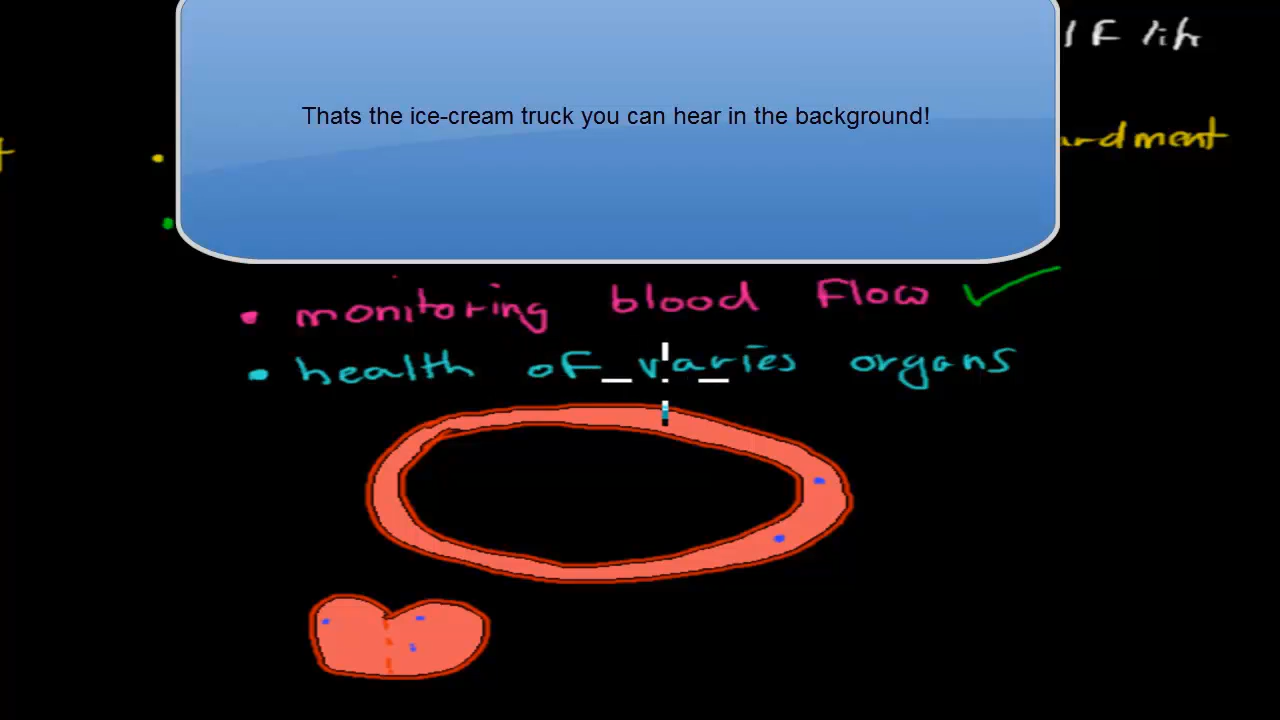 Thats the ice-cream truck you can hear in the background!
• monitoring blood flow ✓
• health of varies organs